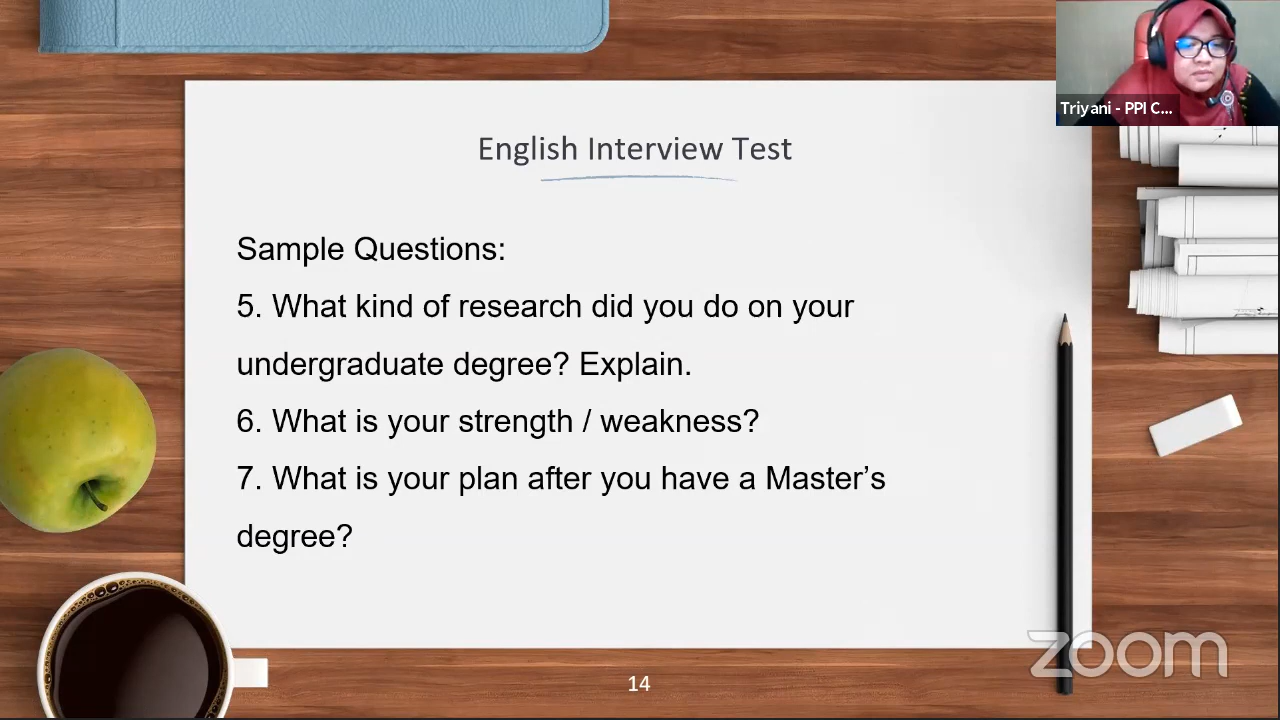 Triyani - PPI C...
English Interview Test
Sample Questions:
5. What kind of research did you do on your
undergraduate degree? Explain.
6. What is your strength / weakness?
7. What is your plan after you have a Master’s
degree?
zoom
14